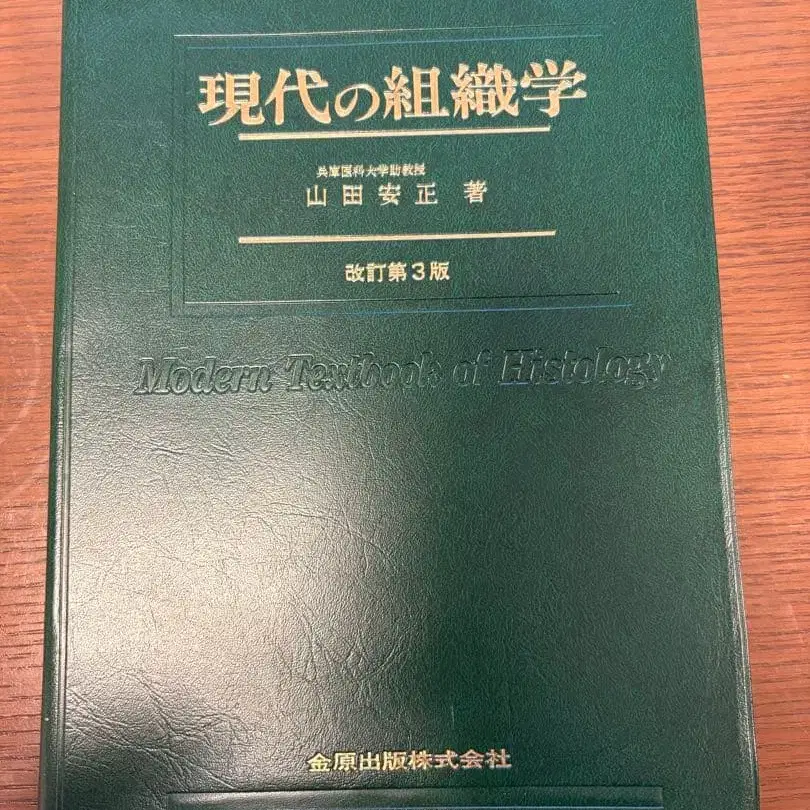 現代の組織学
兵庫医科大学助教授
山田安正 著
改訂第3版
Modern Textbook of Histology
金原出版株式会社